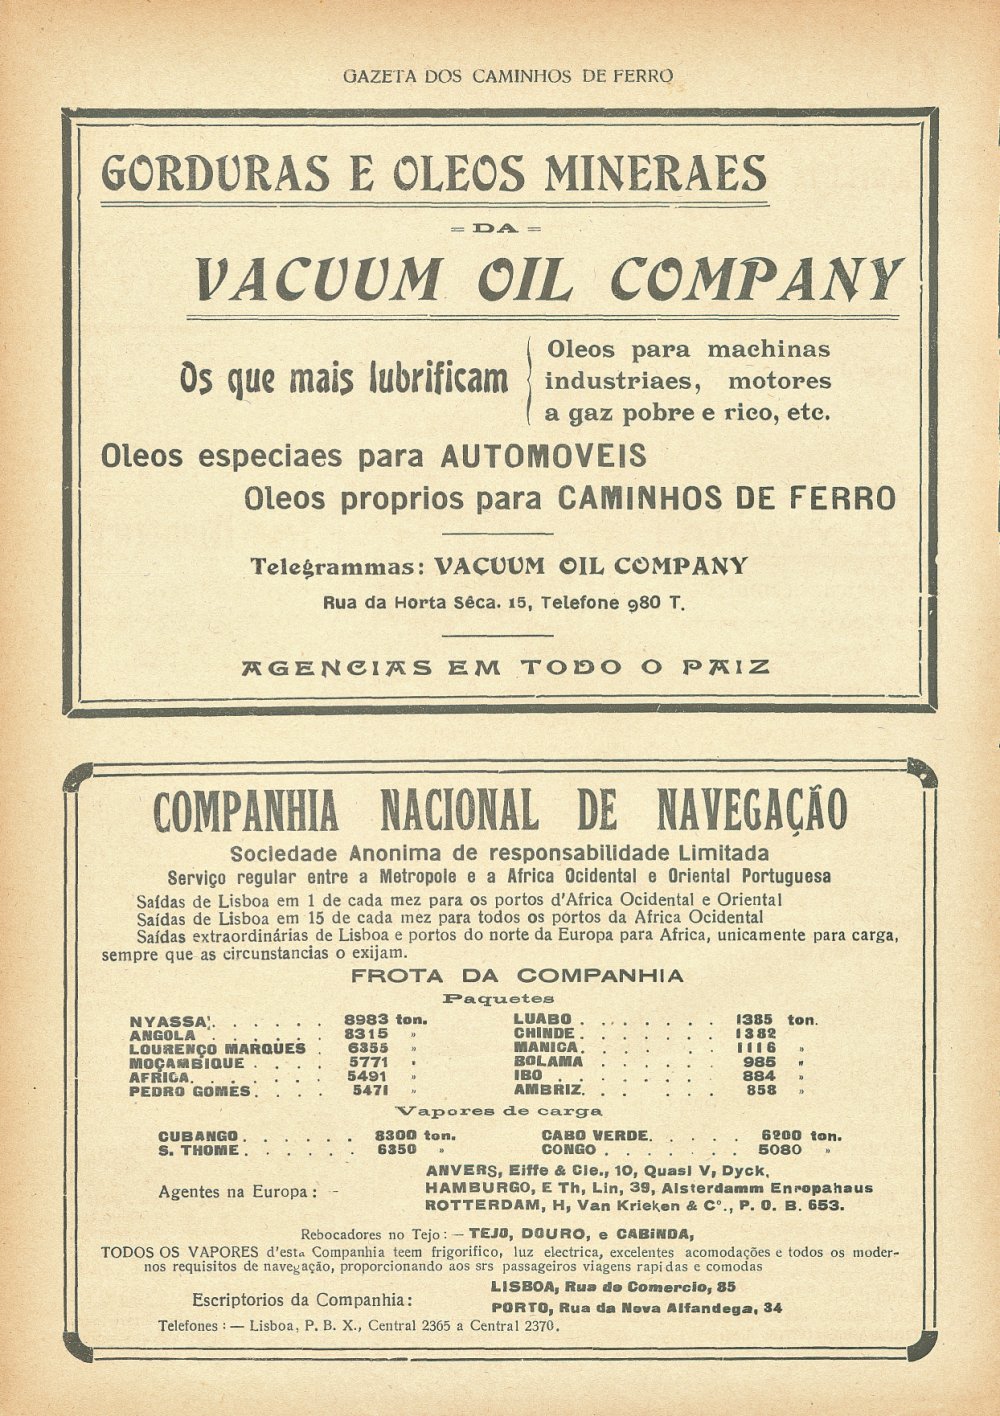 GAZETA DOS CAMINHOS DE FERRO
GORDURAS E OLEOS MINERAES
= DA =
VACUUM OIL COMPANY
Os que mais lubrificam
Oleos para machinas
industriaes, motores
a gaz pobre e rico, etc.
Oleos especiaes para AUTOMOVEIS
Oleos proprios para CAMINHOS DE FERRO
Telegrammas: VACUUM OIL COMPANY
Rua da Horta Sêca. 15, Telefone 980 T.
AGENCIAS EM TODO O PAIZ
COMPANHIA NACIONAL DE NAVEGAÇÃO
Sociedade Anonima de responsabilidade Limitada
Serviço regular entre a Metropole e a Africa Ocidental e Oriental Portuguesa
Saídas de Lisboa em 1 de cada mez para os portos d'Africa Ocidental e Oriental
Saídas de Lisboa em 15 de cada mez para todos os portos da Africa Ocidental
Saídas extraordinárias de Lisboa e portos do norte da Europa para Africa, unicamente para carga,
sempre que as circunstancias o exijam.
FROTA DA COMPANHIA
Paquetes
NYASSA'. . . . . . 8983 ton.
ANGOLA . . . . . . 8315 »
LOURENÇO MARQUES . 6355 »
MOÇAMBIQUE . . . . 5771 »
AFRICA. . . . . . . 5491 »
PEDRO GOMES. . . . 5471 »
LUABO . . . . . . . 1385 ton.
CHINDE. . . . . . . 1382
MANICA. . . . . . . 1116 »
BOLAMA . . . . . . 985 »
IBO . . . . . . . 884 »
AMBRIZ. . . . . . . 858 »
Vapores de carga
CUBANGO. . . . . . 8300 ton.
S. THOME. . . . . . 6350 »
CABO VERDE. . . . . 6200 ton.
CONGO . . . . . . . 5080 »
Agentes na Europa: -
ANVERS, Eiffe & Cie., 10, Quasi V, Dyck,
HAMBURGO, E Th, Lin, 39, Alsterdamm Enropahaus
ROTTERDAM, H, Van Krieken & C°., P. O. B. 653.
Rebocadores no Tejo: — TEJO, DOURO, e CABINDA,
TODOS OS VAPORES d'esta Companhia teem frigorifico, luz electrica, excelentes acomodações e todos os moder-
nos requisitos de navegação, proporcionando aos srs passageiros viagens rapidas e comodas
Escriptorios da Companhia:
LISBOA, Rua do Comercio, 85
PORTO, Rua da Nova Alfandega, 34
Telefones : — Lisboa, P. B. X., Central 2365 a Central 2370.